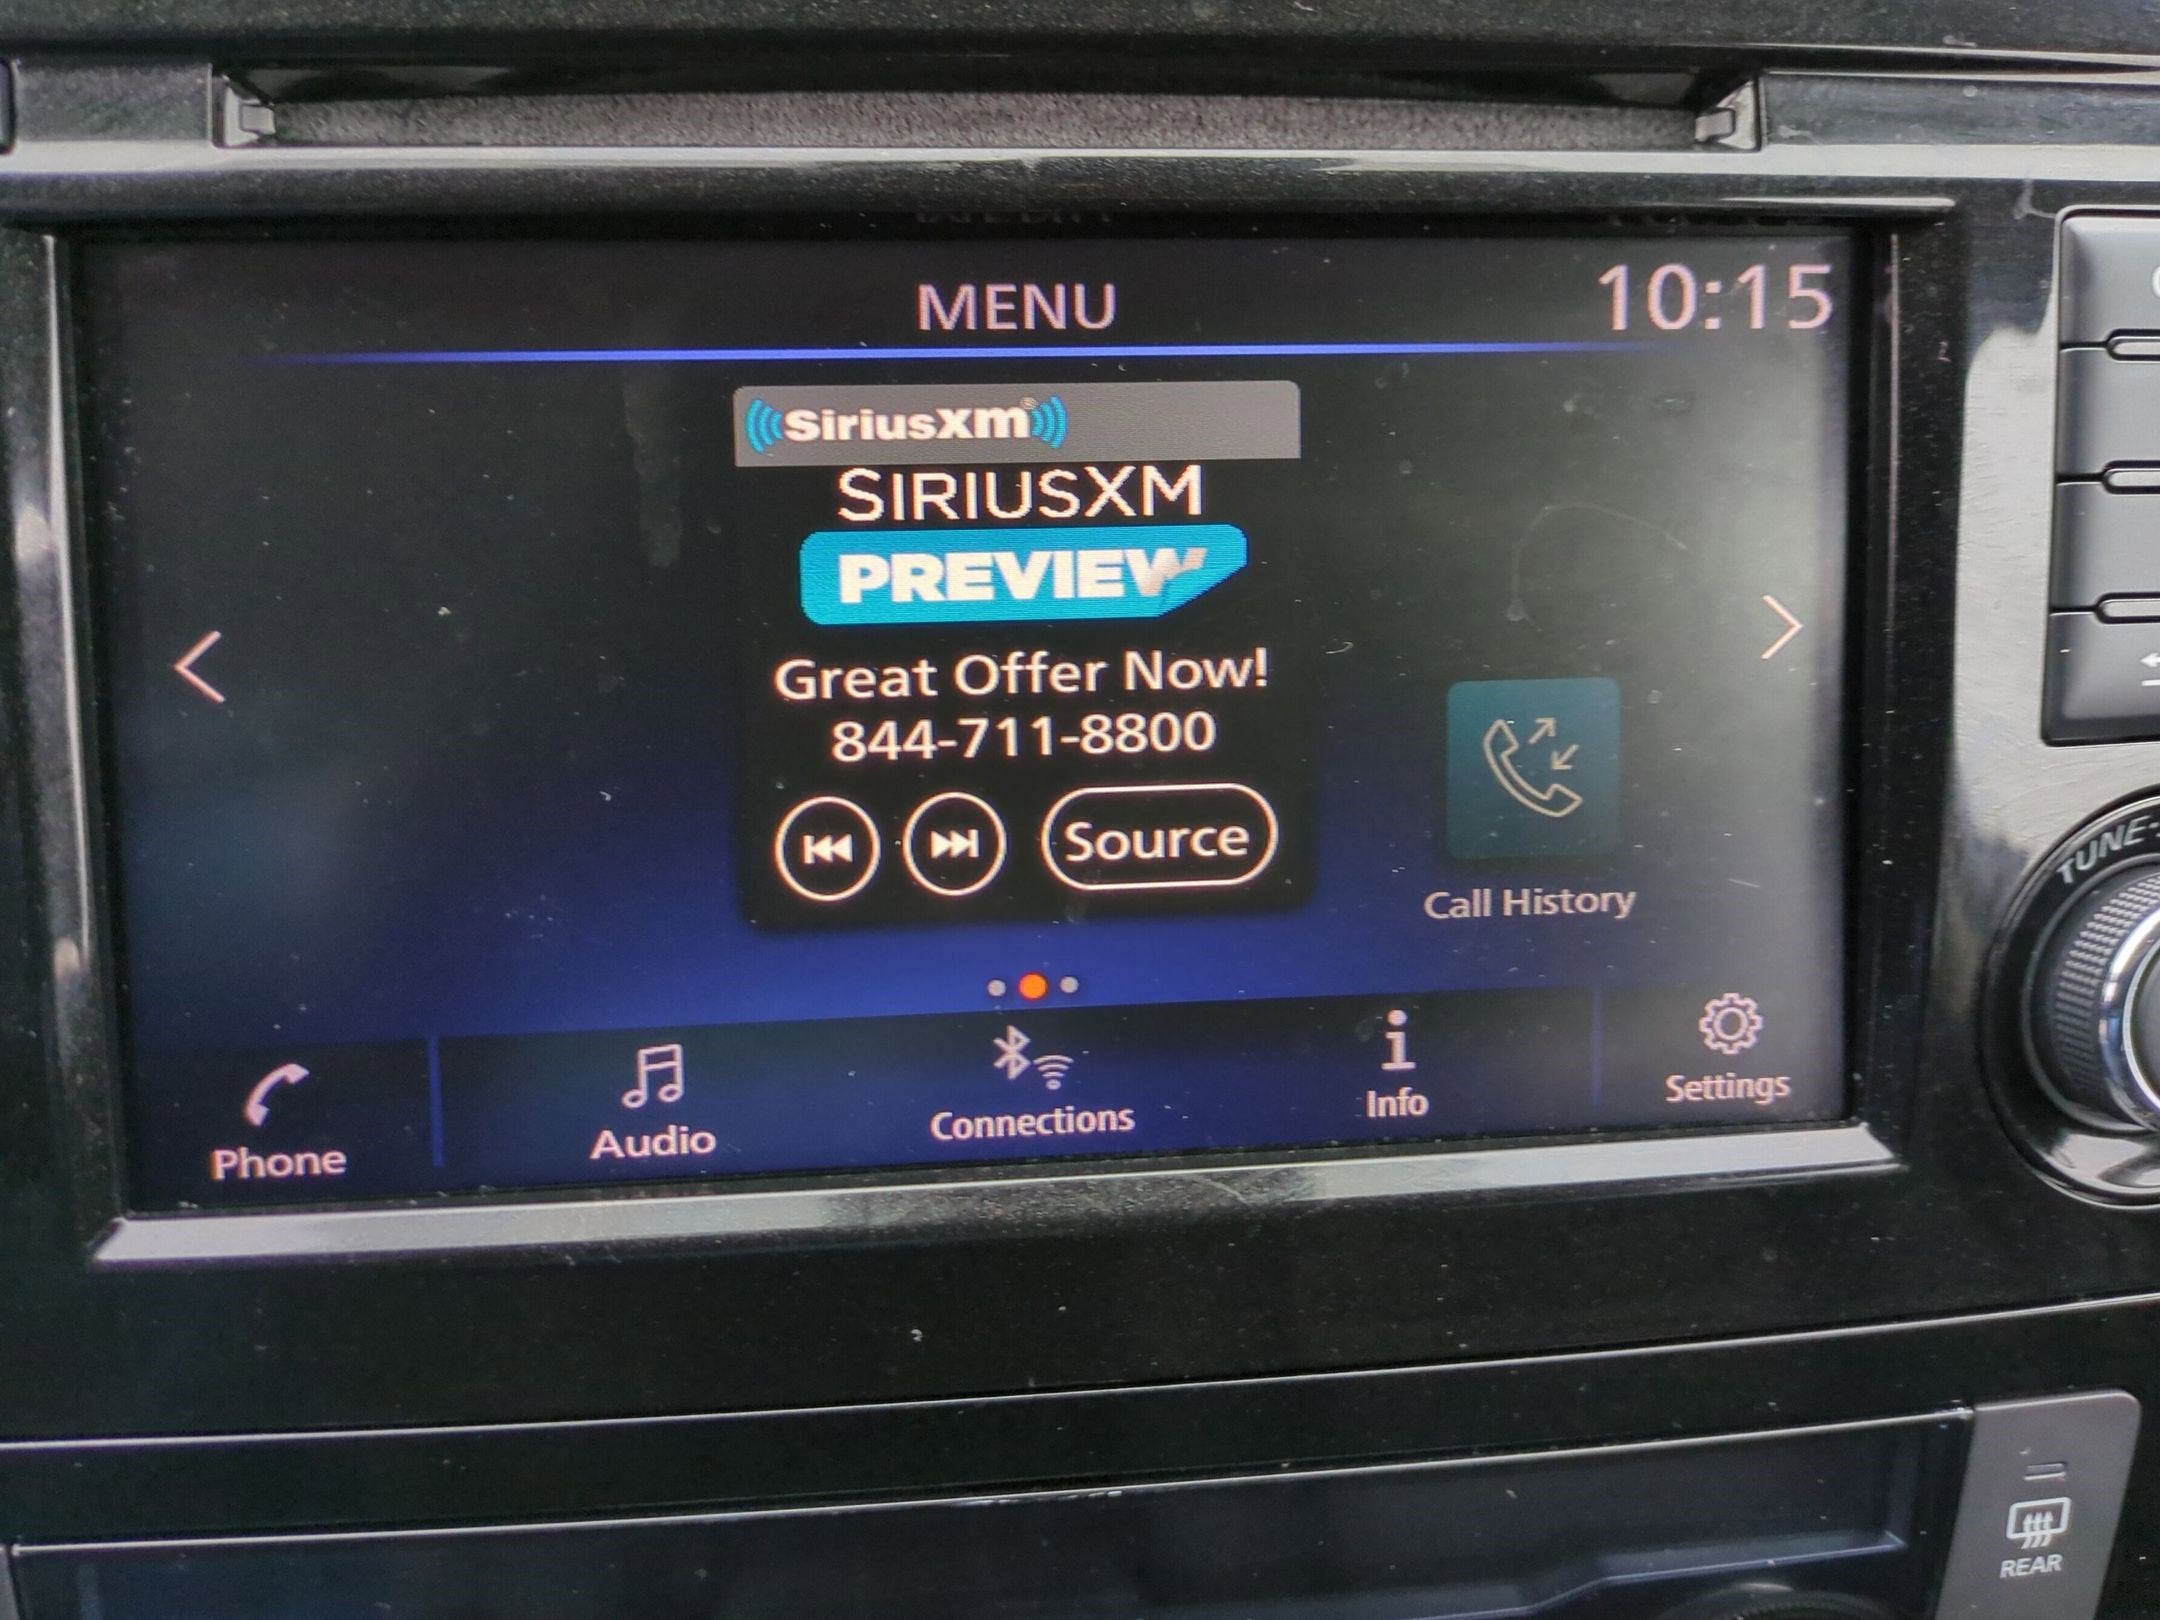 MENU
10:15
SiriusXm®
SIRIUSXM
PREVIEW
Great Offer Now!
844-711-8800
Source
Call History
Phone
Audio
Connections
Info
Settings
TUNE-
REAR